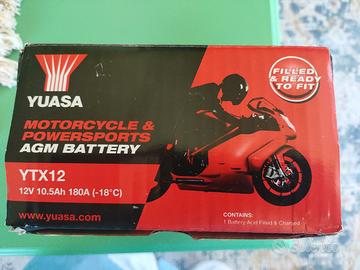 YUASA
FILLED
& READY
TO FIT
MOTORCYCLE &
POWERSPORTS
AGM BATTERY
YTX12
12V 10.5Ah 180A (-18°C)
www.yuasa.com
CONTAINS:
1 Battery Acid Filled & Charged